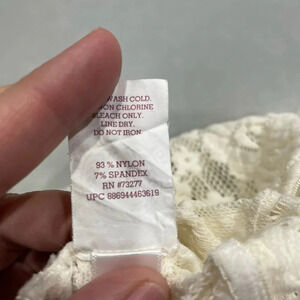 WASH COLD.
NON CHLORINE
BLEACH ONLY.
LINE DRY.
DO NOT IRON.
93% NYLON
7% SPANDEX
RN #73277
UPC 886944463619